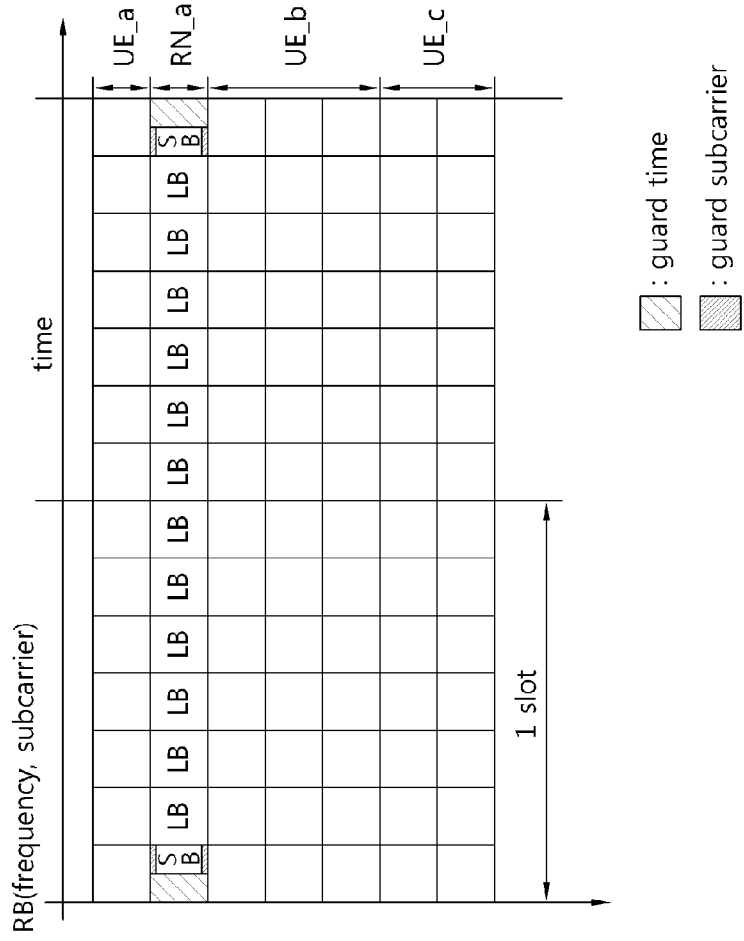 RB(frequency, subcarrier)
time
UE_a
SB
LB
LB
LB
LB
LB
LB
LB
LB
LB
LB
LB
LB
SB
RN_a
UE_b
UE_c
1 slot
: guard time
: guard subcarrier